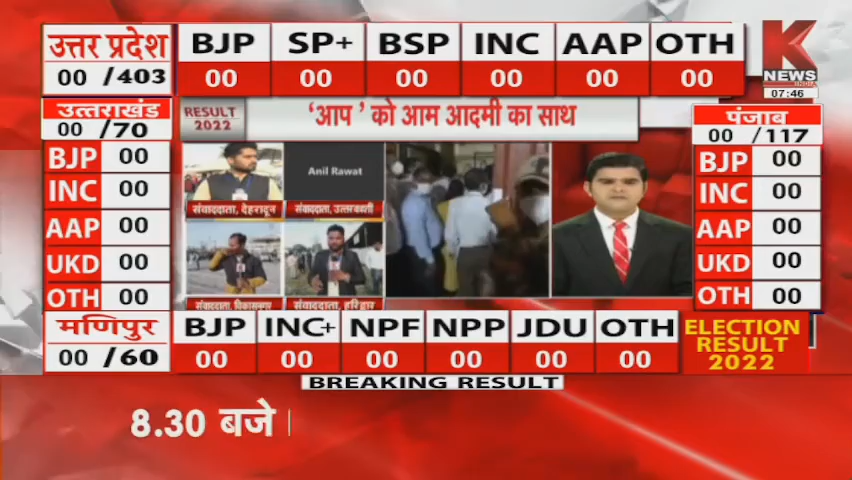 उत्तर प्रदेश
00 /403
BJP SP+ BSP INC AAP OTH
00 00 00 00 00 00
K
NEWS
INDIA
07:46
उत्तराखंड
00 /70
BJP 00
INC 00
AAP 00
UKD 00
OTH 00
RESULT
2022
‘आप ’ को आम आदमी का साथ
Anil Rawat
संवाददाता, देहरादून
संवाददाता, उत्तरकाशी
संवाददाता, विकासनगर
संवाददाता, हरिद्वार
पंजाब
00 /117
BJP 00
INC 00
AAP 00
UKD 00
OTH 00
मणिपुर
00 /60
BJP INC+ NPF NPP JDU OTH
00 00 00 00 00 00
ELECTION
RESULT
2022
BREAKING RESULT
8.30 बजे